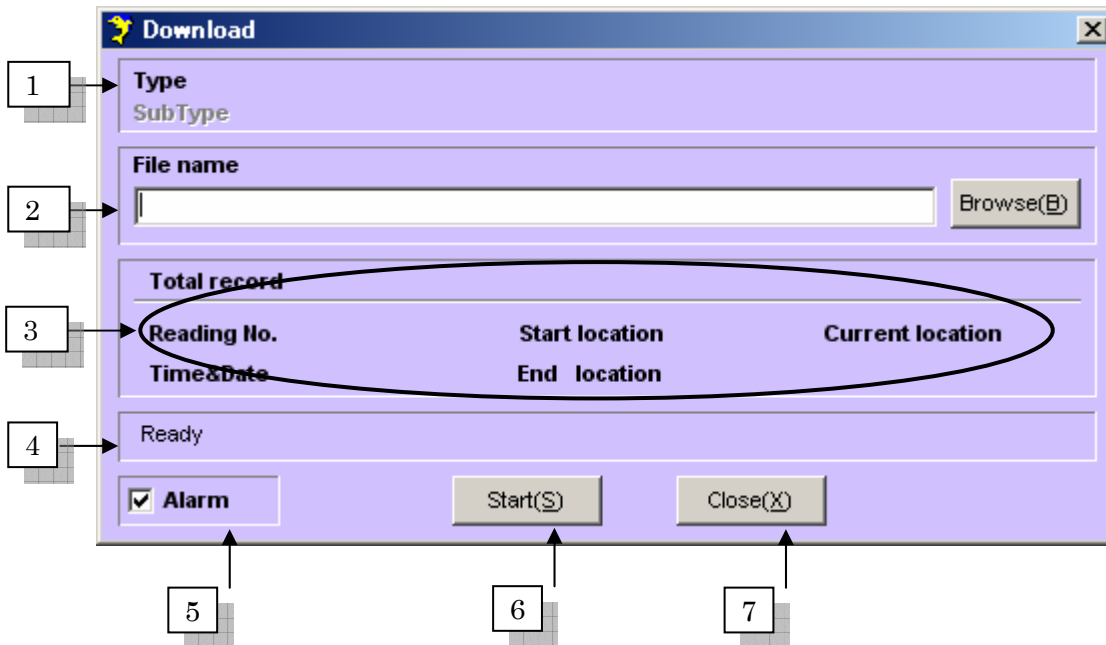 Download
1
Type
SubType
File name
2
Browse(B)
Total record
3
Reading No. Start location Current location
Time&Date End location
4
Ready
Alarm Start(S) Close(X)
5 6 7